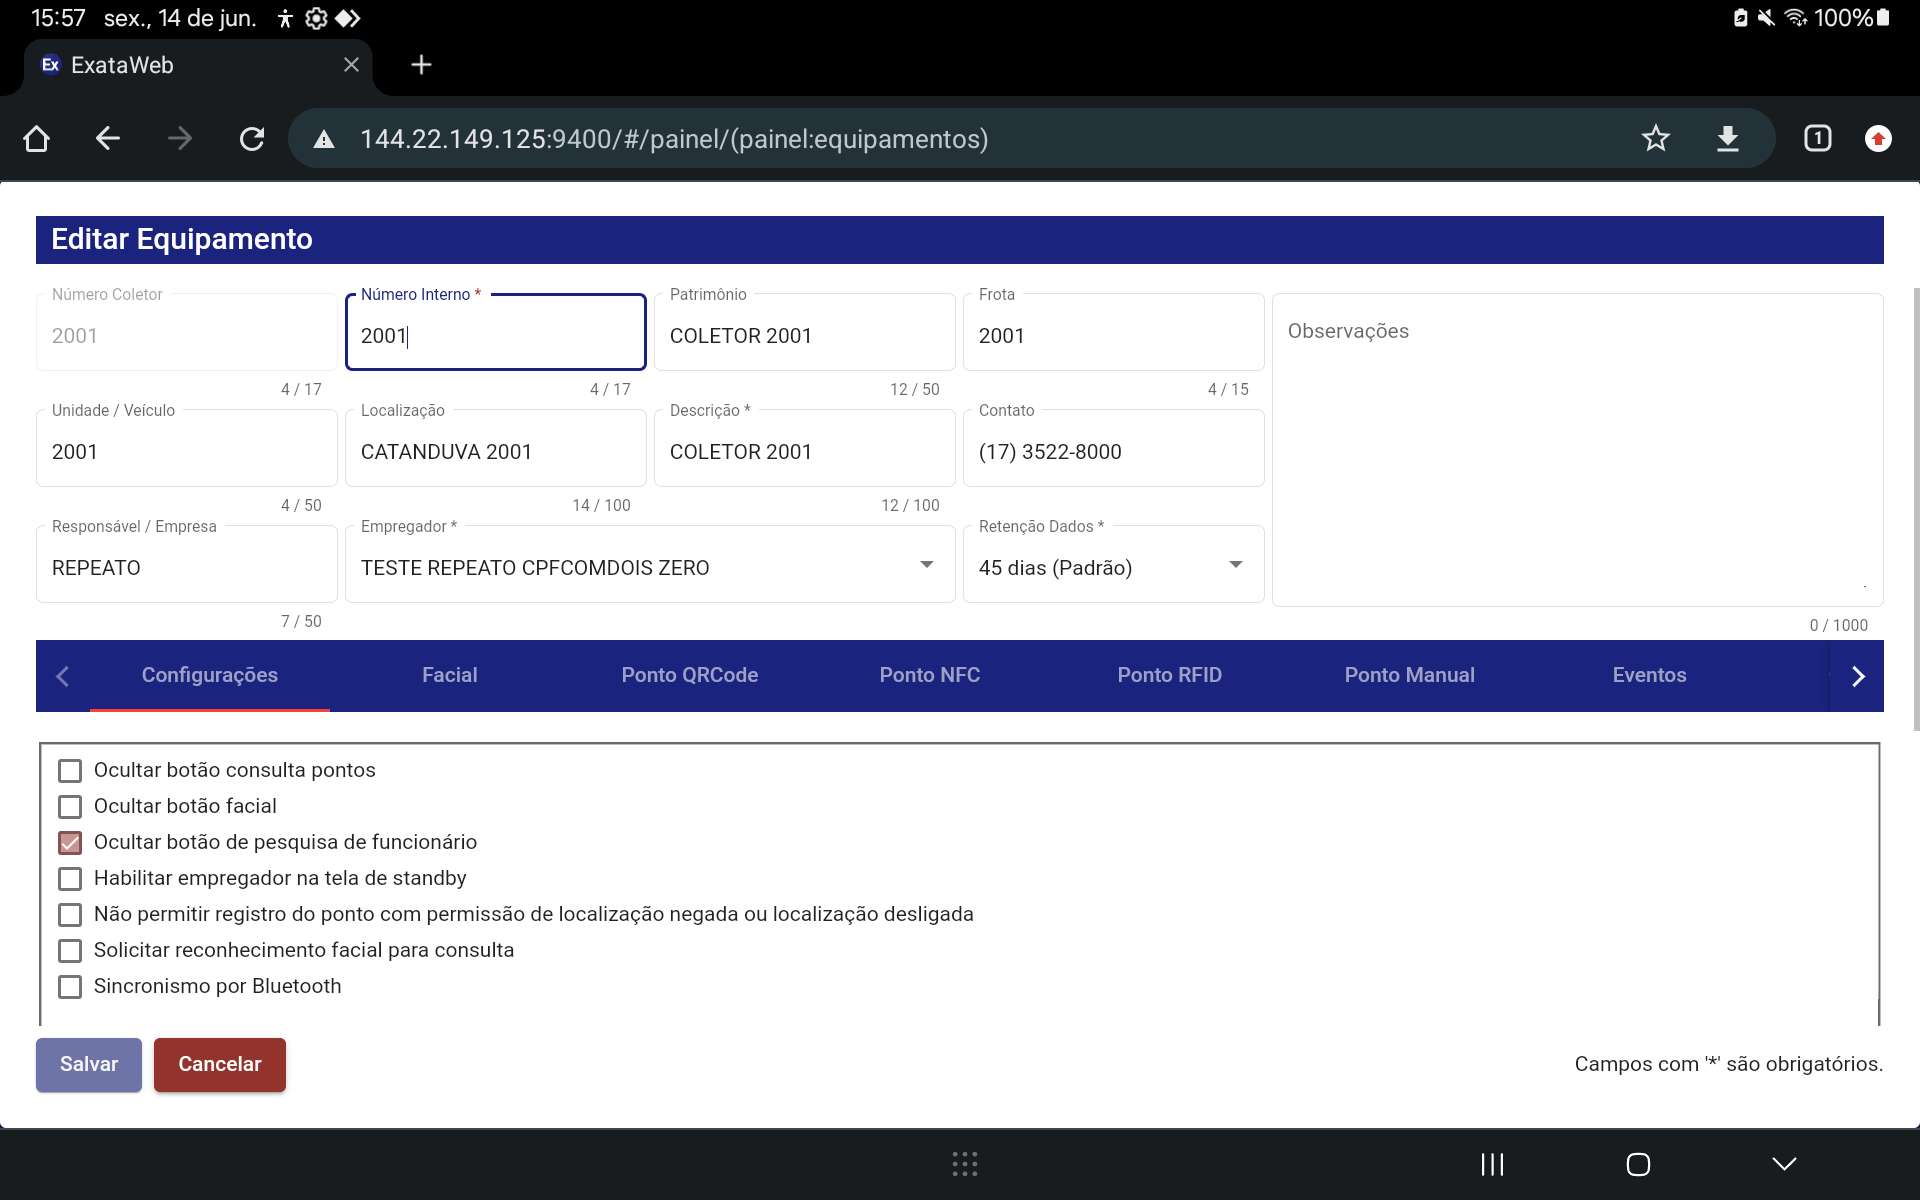 15:57 sex., 14 de jun. 100%
Ex ExataWeb
144.22.149.125:9400/#/painel/(painel:equipamentos) 1
Editar Equipamento
Número Coletor Número Interno * Patrimônio Frota
2001 2001 COLETOR 2001 2001 Observações
4 / 17 4 / 17 12 / 50 4 / 15
Unidade / Veículo Localização Descrição * Contato
2001 CATANDUVA 2001 COLETOR 2001 (17) 3522-8000
4 / 50 14 / 100 12 / 100
Responsável / Empresa Empregador * Retenção Dados *
REPEATO TESTE REPEATO CPFCOMDOIS ZERO 45 dias (Padrão)
7 / 50 0 / 1000
Configurações Facial Ponto QRCode Ponto NFC Ponto RFID Ponto Manual Eventos
Ocultar botão consulta pontos
Ocultar botão facial
Ocultar botão de pesquisa de funcionário
Habilitar empregador na tela de standby
Não permitir registro do ponto com permissão de localização negada ou localização desligada
Solicitar reconhecimento facial para consulta
Sincronismo por Bluetooth
Salvar Cancelar Campos com '*' são obrigatórios.